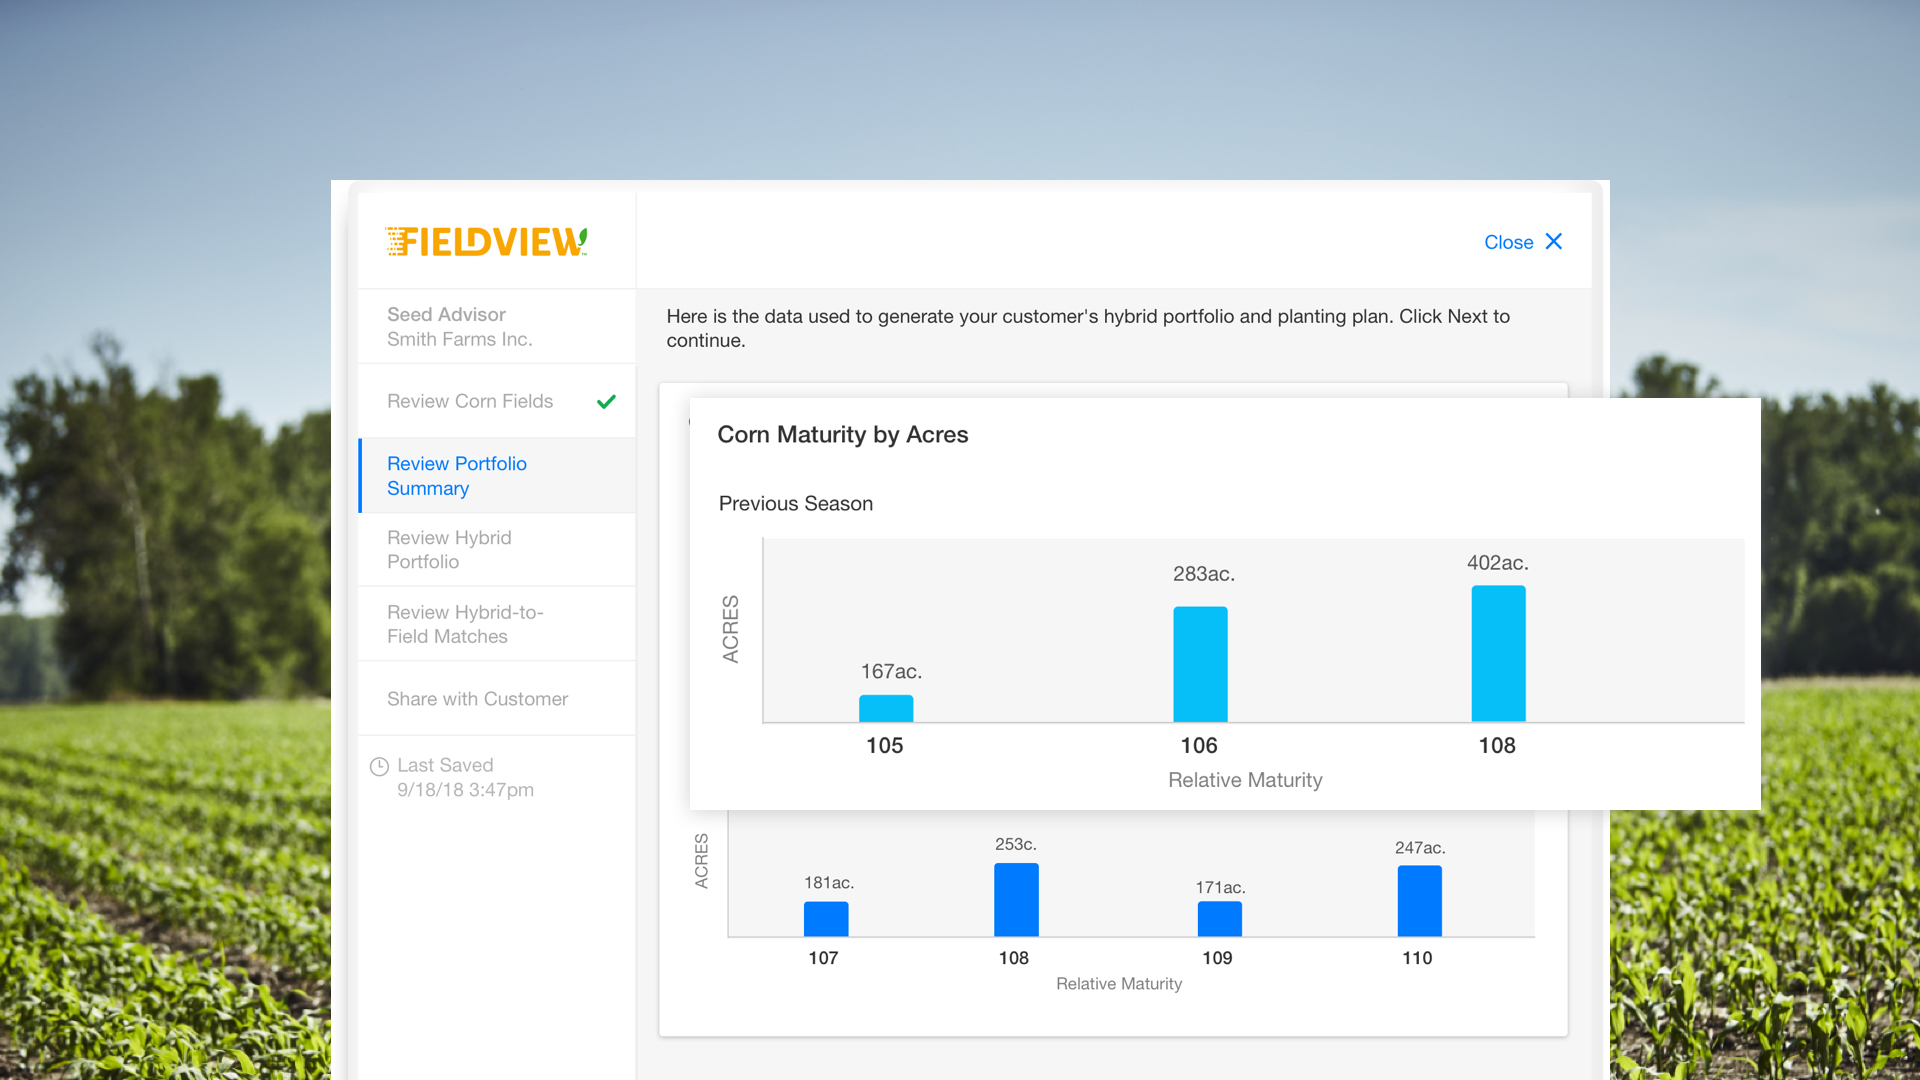 FIELDVIEW™
Close
Seed Advisor
Smith Farms Inc.
Review Corn Fields
Review Portfolio
Summary
Review Hybrid
Portfolio
Review Hybrid-to-
Field Matches
Share with Customer
Last Saved
9/18/18 3:47pm
Here is the data used to generate your customer's hybrid portfolio and planting plan. Click Next to
continue.
Corn Maturity by Acres
Previous Season
ACRES
167ac.
283ac.
402ac.
105
106
108
Relative Maturity
ACRES
181ac.
253c.
171ac.
247ac.
107
108
109
110
Relative Maturity